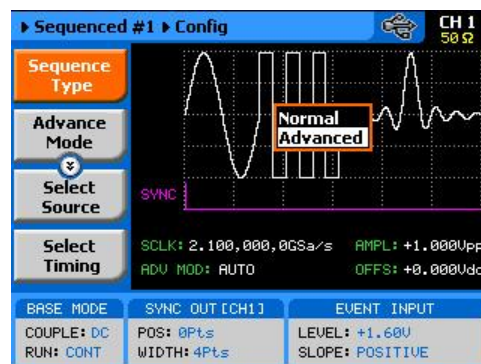 ▸ Sequenced #1 ▸ Config
CH 1
50 Ω
Sequence
Type
Advance
Mode
Select
Source
Select
Timing
Normal
Advanced
SYNC
SCLK: 2.100,000,0GSa/s
AMPL: +1.000Vpp
ADV MOD: AUTO
OFFS: +0.000Vdc
BASE MODE
SYNC OUT [CH1]
EVENT INPUT
COUPLE: DC
POS: 0Pts
LEVEL: +1.60V
RUN: CONT
WIDTH: 4Pts
SLOPE: POSITIVE